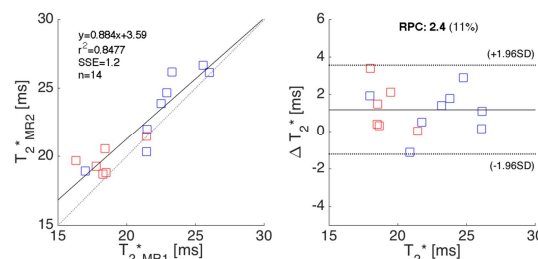 y=0.884x+3.59
r²=0.8477
SSE=1.2
n=14
30
25
20
15
15 20 25 30
T₂*MR2 [ms]
T₂*MR1 [ms]
RPC: 2.4 (11%)
(+1.96SD)
(-1.96SD)
6
4
2
0
-2
-4
15 20 25 30
Δ T₂* [ms]
T₂* [ms]